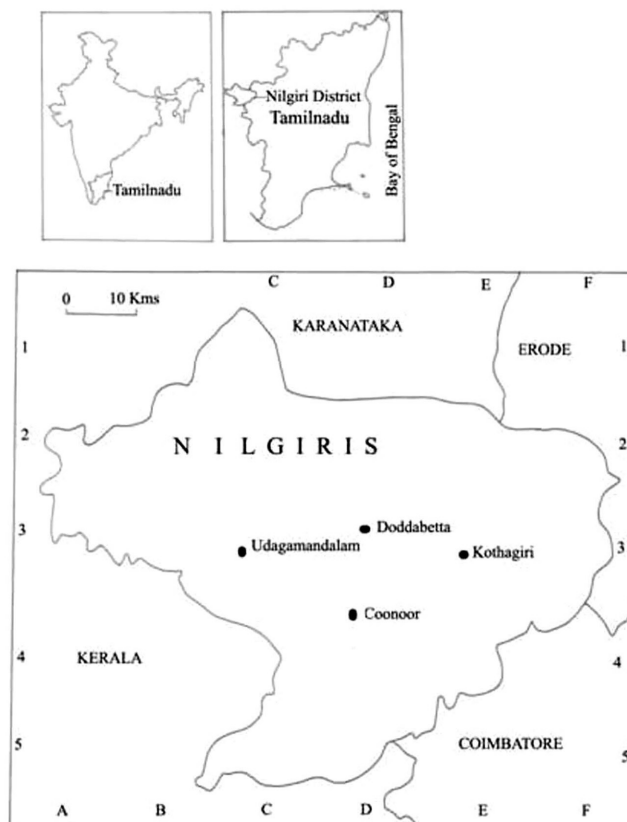 Tamilnadu
Nilgiri District
Tamilnadu
Bay of Bengal
C D E F
0 10 Kms
KARANATAKA
ERODE
1 1
2 2
NILGIRIS
3 3
Doddabetta
Udagamandalam
Kothagiri
Coonoor
KERALA
4 4
COIMBATORE
5 5
A B C D E F